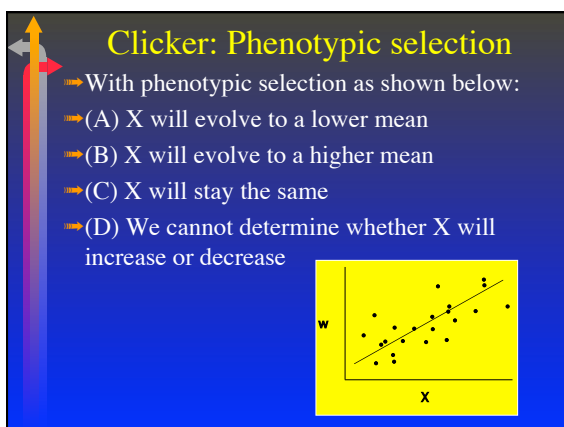 Clicker: Phenotypic selection
With phenotypic selection as shown below:
(A) X will evolve to a lower mean
(B) X will evolve to a higher mean
(C) X will stay the same
(D) We cannot determine whether X will
increase or decrease
w
X